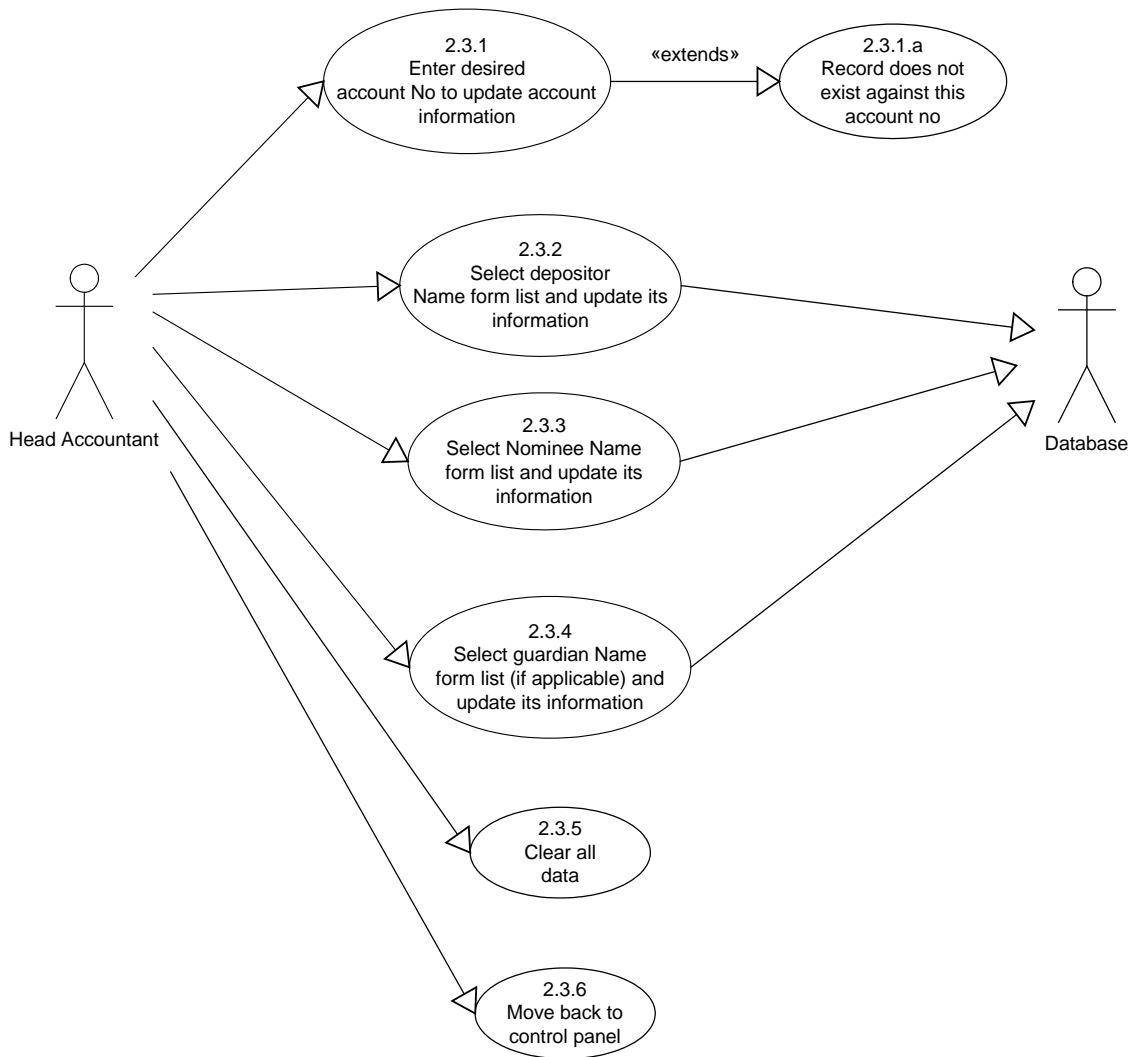 2.3.1
Enter desired
account No to update account
information
«extends»
2.3.1.a
Record does not
exist against this
account no
2.3.2
Select depositor
Name form list and update its
information
Head Accountant
Database
2.3.3
Select Nominee Name
form list and update its
information
2.3.4
Select guardian Name
form list (if applicable) and
update its information
2.3.5
Clear all
data
2.3.6
Move back to
control panel